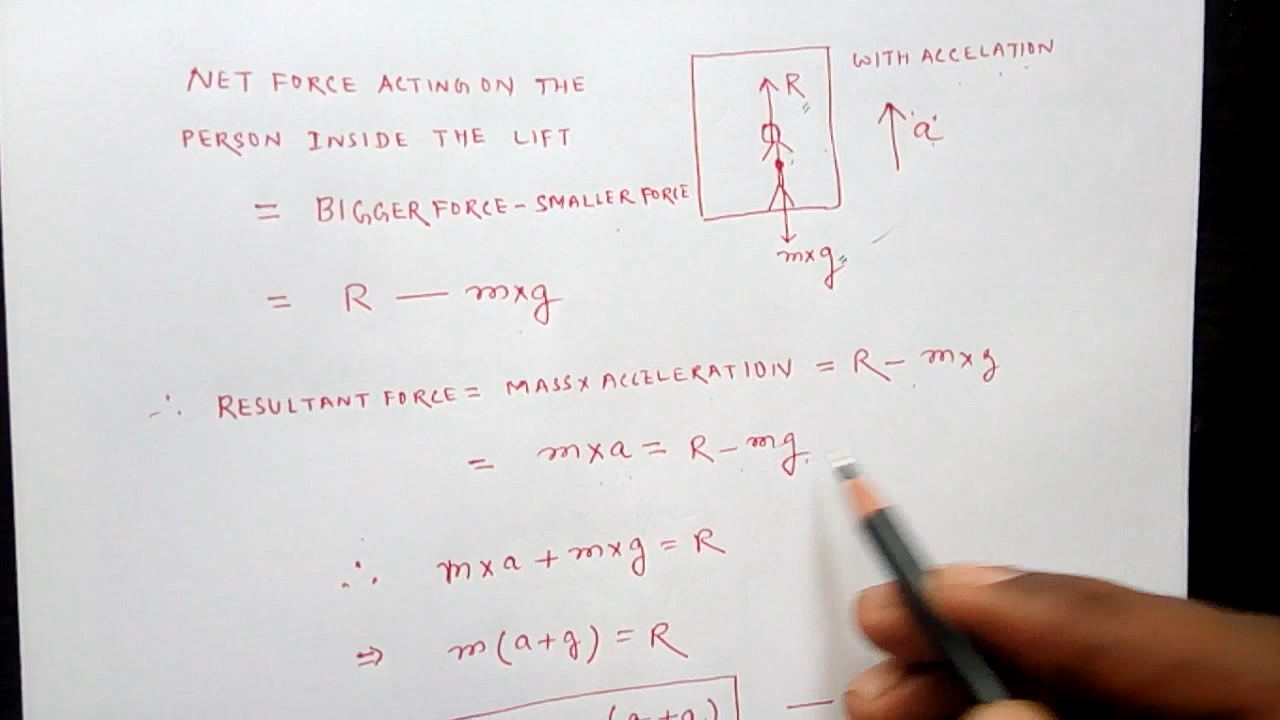 NET FORCE ACTING ON THE
PERSON INSIDE THE LIFT
= BIGGER FORCE - SMALLER FORCE
= R — m×g
R
m×g
WITH ACCELATION
'a'
∴ RESULTANT FORCE = MASS × ACCELERATION = R - m×g
= m×a = R - mg.
∴ m×a + m×g = R
⇒ m(a+g) = R
(a+g) —